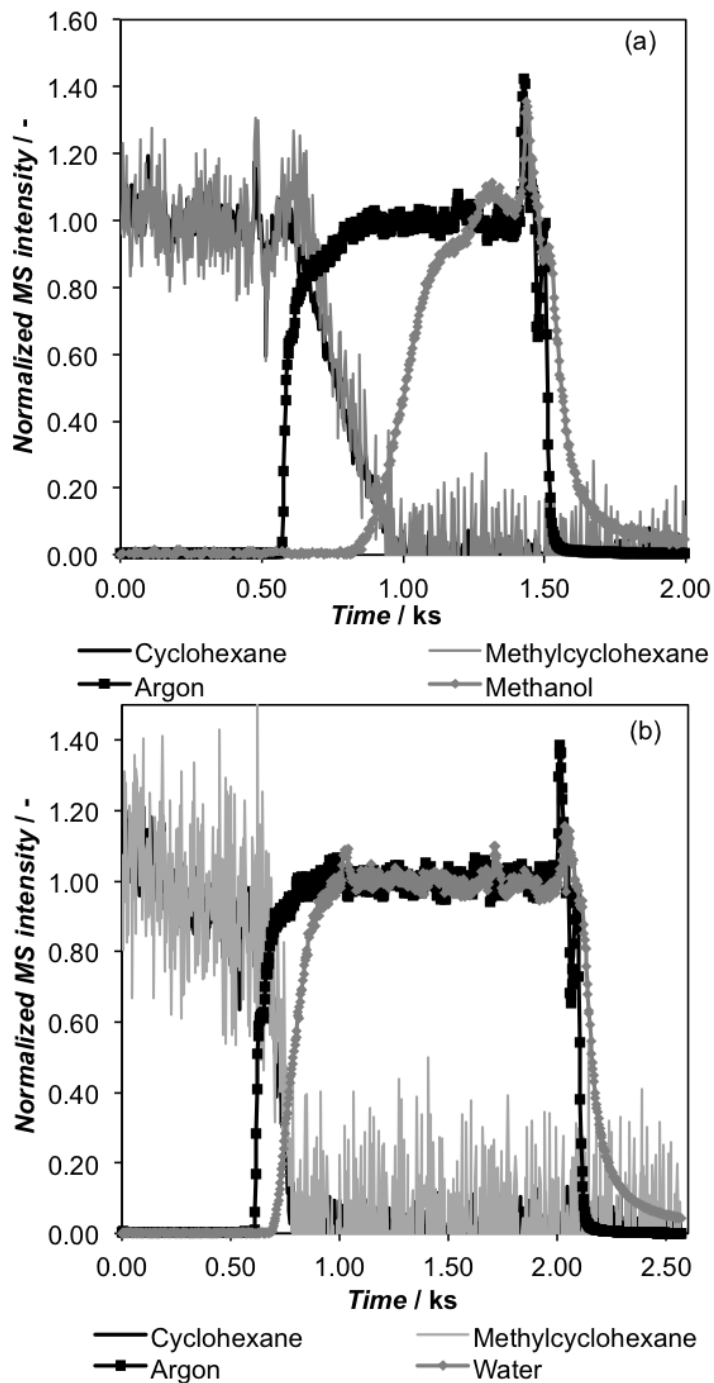 1.60
(a)
1.40
1.20
1.00
0.80
0.60
0.40
0.20
0.00
Normalized MS intensity / -
0.00 0.50 1.00 1.50 2.00
Time / ks
Cyclohexane Methylcyclohexane
Argon Methanol
(b)
1.40
1.20
1.00
0.80
0.60
0.40
0.20
0.00
Normalized MS intensity / -
0.00 0.50 1.00 1.50 2.00 2.50
Time / ks
Cyclohexane Methylcyclohexane
Argon Water